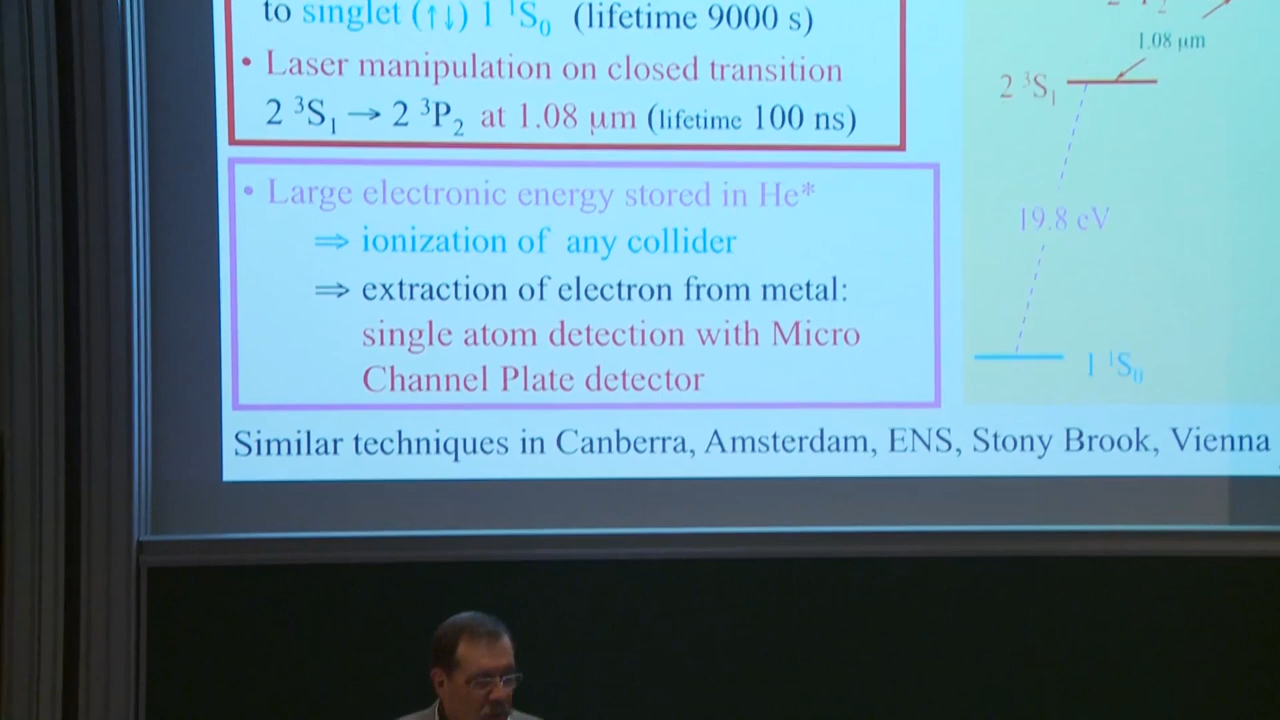 to singlet (↑↓) 1 ¹S₀ (lifetime 9000 s)
• Laser manipulation on closed transition
2 ³S₁ → 2 ³P₂ at 1.08 μm (lifetime 100 ns)
• Large electronic energy stored in He*
⇒ ionization of any collider
⇒ extraction of electron from metal:
single atom detection with Micro
Channel Plate detector
Similar techniques in Canberra, Amsterdam, ENS, Stony Brook, Vienna
1.08 μm
2 ³S₁
19.8 eV
1 ¹S₀